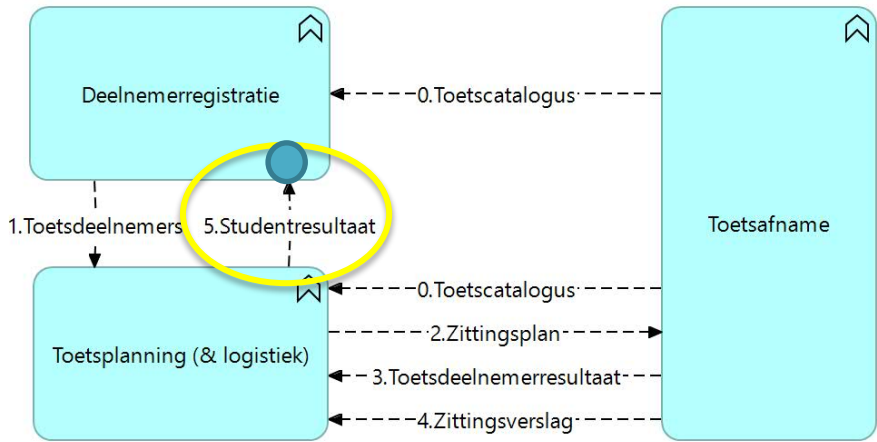 Deelnemerregistratie
0.Toetscatalogus
1.Toetsdeelnemers
5.Studentresultaat
Toetsafname
0.Toetscatalogus
2.Zittingsplan
Toetsplanning (& logistiek)
3.Toetsdeelnemerresultaat
4.Zittingsverslag